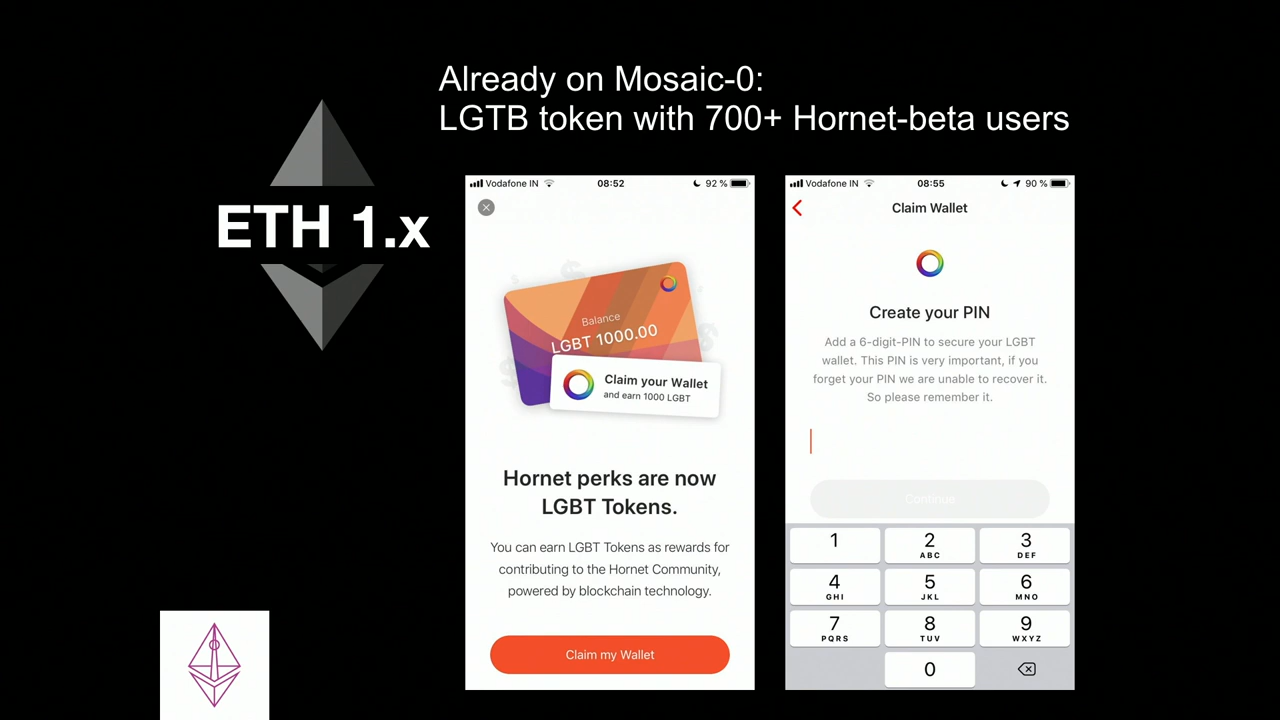 Already on Mosaic-0:
LGTB token with 700+ Hornet-beta users
ETH 1.x
Vodafone IN
08:52
92 %
Balance
LGBT 1000.00
Claim your Wallet
and earn 1000 LGBT
Hornet perks are now
LGBT Tokens.
You can earn LGBT Tokens as rewards for
contributing to the Hornet Community,
powered by blockchain technology.
Claim my Wallet
Vodafone IN
08:55
90 %
Claim Wallet
Create your PIN
Add a 6-digit-PIN to secure your LGBT
wallet. This PIN is very important, if you
forget your PIN we are unable to recover it.
So please remember it.
Continue
1
2
ABC
3
DEF
4
GHI
5
JKL
6
MNO
7
PQRS
8
TUV
9
WXYZ
0